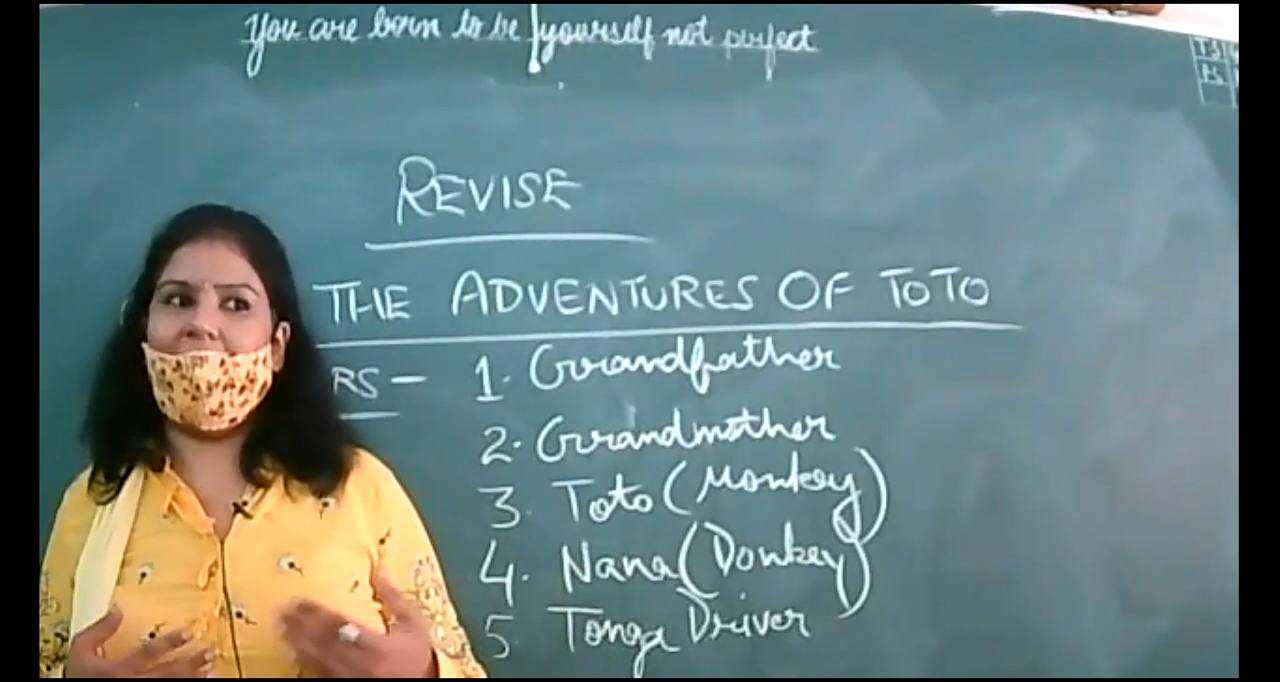 You are born to be yourself not perfect
REVISE
THE ADVENTURES OF TOTO
RS - 1. Grandfather
2. Grandmother
3. Toto (Monkey)
4. Nana (Donkey)
5. Tonga Driver